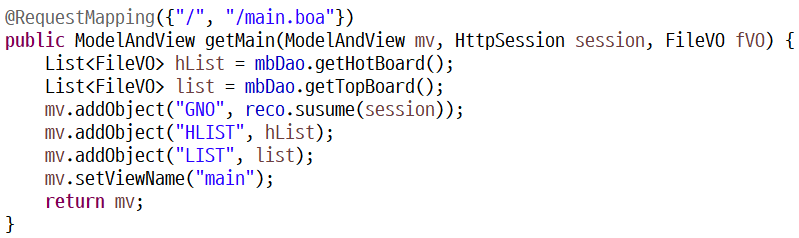 @RequestMapping({"/", "/main.boa"})
public ModelAndView getMain(ModelAndView mv, HttpSession session, FileVO fVO) {
    List<FileVO> hList = mbDao.getHotBoard();
    List<FileVO> list = mbDao.getTopBoard();
    mv.addObject("GNO", reco.susume(session));
    mv.addObject("HLIST", hList);
    mv.addObject("LIST", list);
    mv.setViewName("main");
    return mv;
}